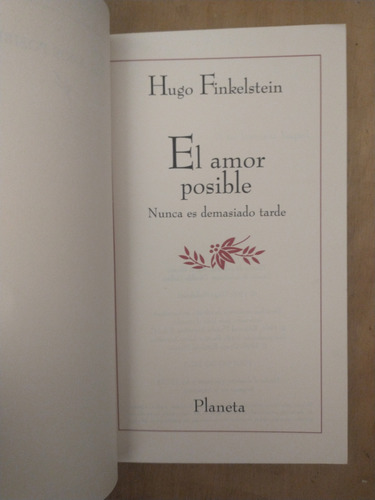 Hugo Finkelstein
El amor
posible
Nunca es demasiado tarde
Planeta